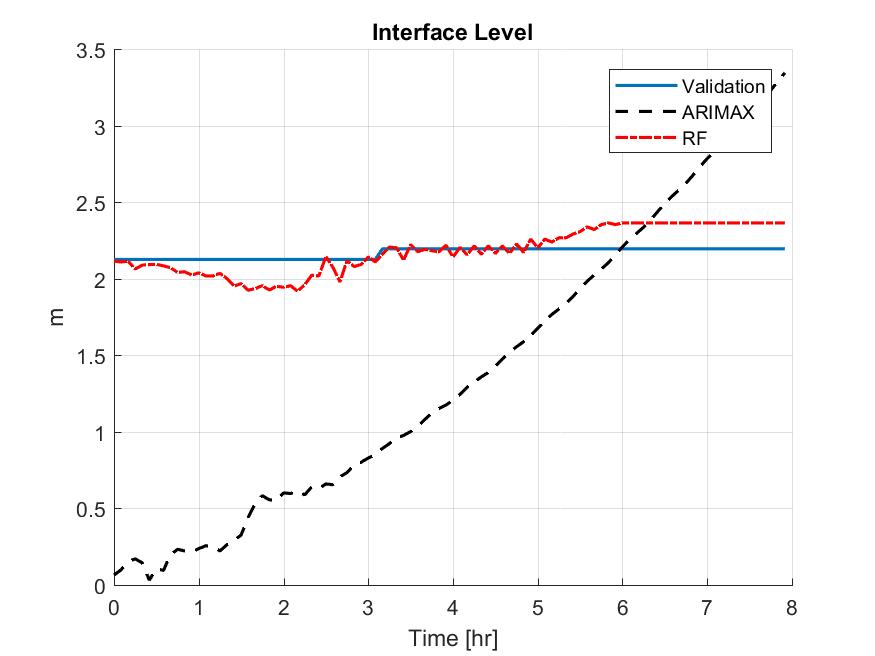 Interface Level
3.5
3
2.5
2
1.5
1
0.5
0
m
Validation
ARIMAX
RF
0 1 2 3 4 5 6 7 8
Time [hr]